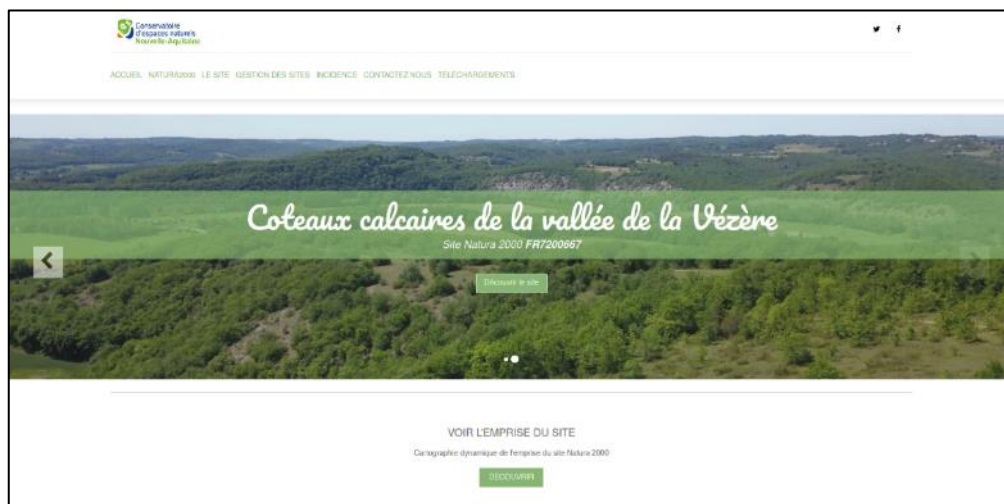 Conservatoire
d'espaces naturels
Nouvelle-Aquitaine
ACCUEIL NATURA2000 LE SITE GESTION DES SITES INCIDENCE CONTACTEZ NOUS TELECHARGEMENTS
Coteaux calcaires de la vallée de la Vézère
Site Natura 2000 FR7200667
Découvrir le site
VOIR L'EMPRISE DU SITE
Cartographie dynamique de l'emprise du site Natura 2000
DECOUVRIR